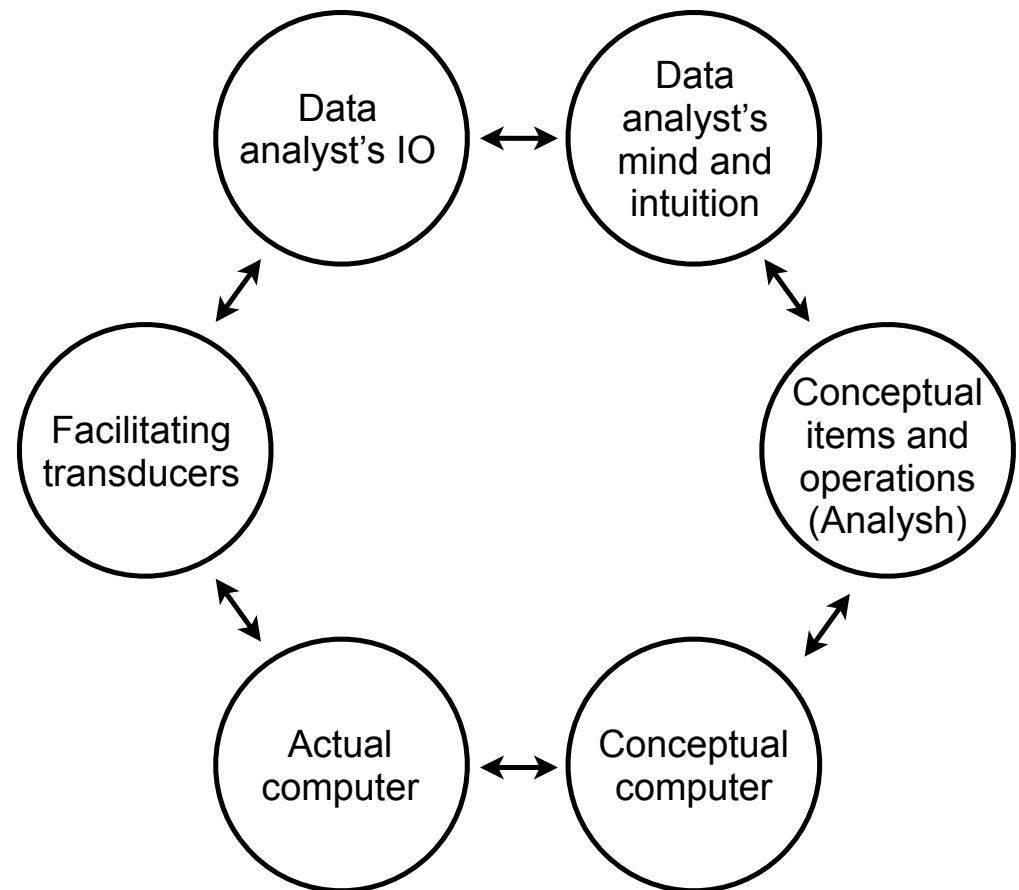 Data
analyst’s IO
Data
analyst’s
mind and
intuition
Facilitating
transducers
Conceptual
items and
operations
(Analysh)
Actual
computer
Conceptual
computer